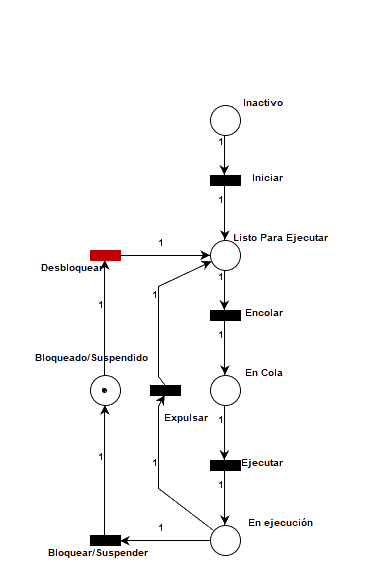 Inactivo
1
Iniciar
1
Listo Para Ejecutar
1
1
Desbloquear
1
1
Encolar
1
Bloqueado/Suspendido
En Cola
Expulsar
1
1
1
Ejecutar
1
En ejecución
1
Bloquear/Suspender